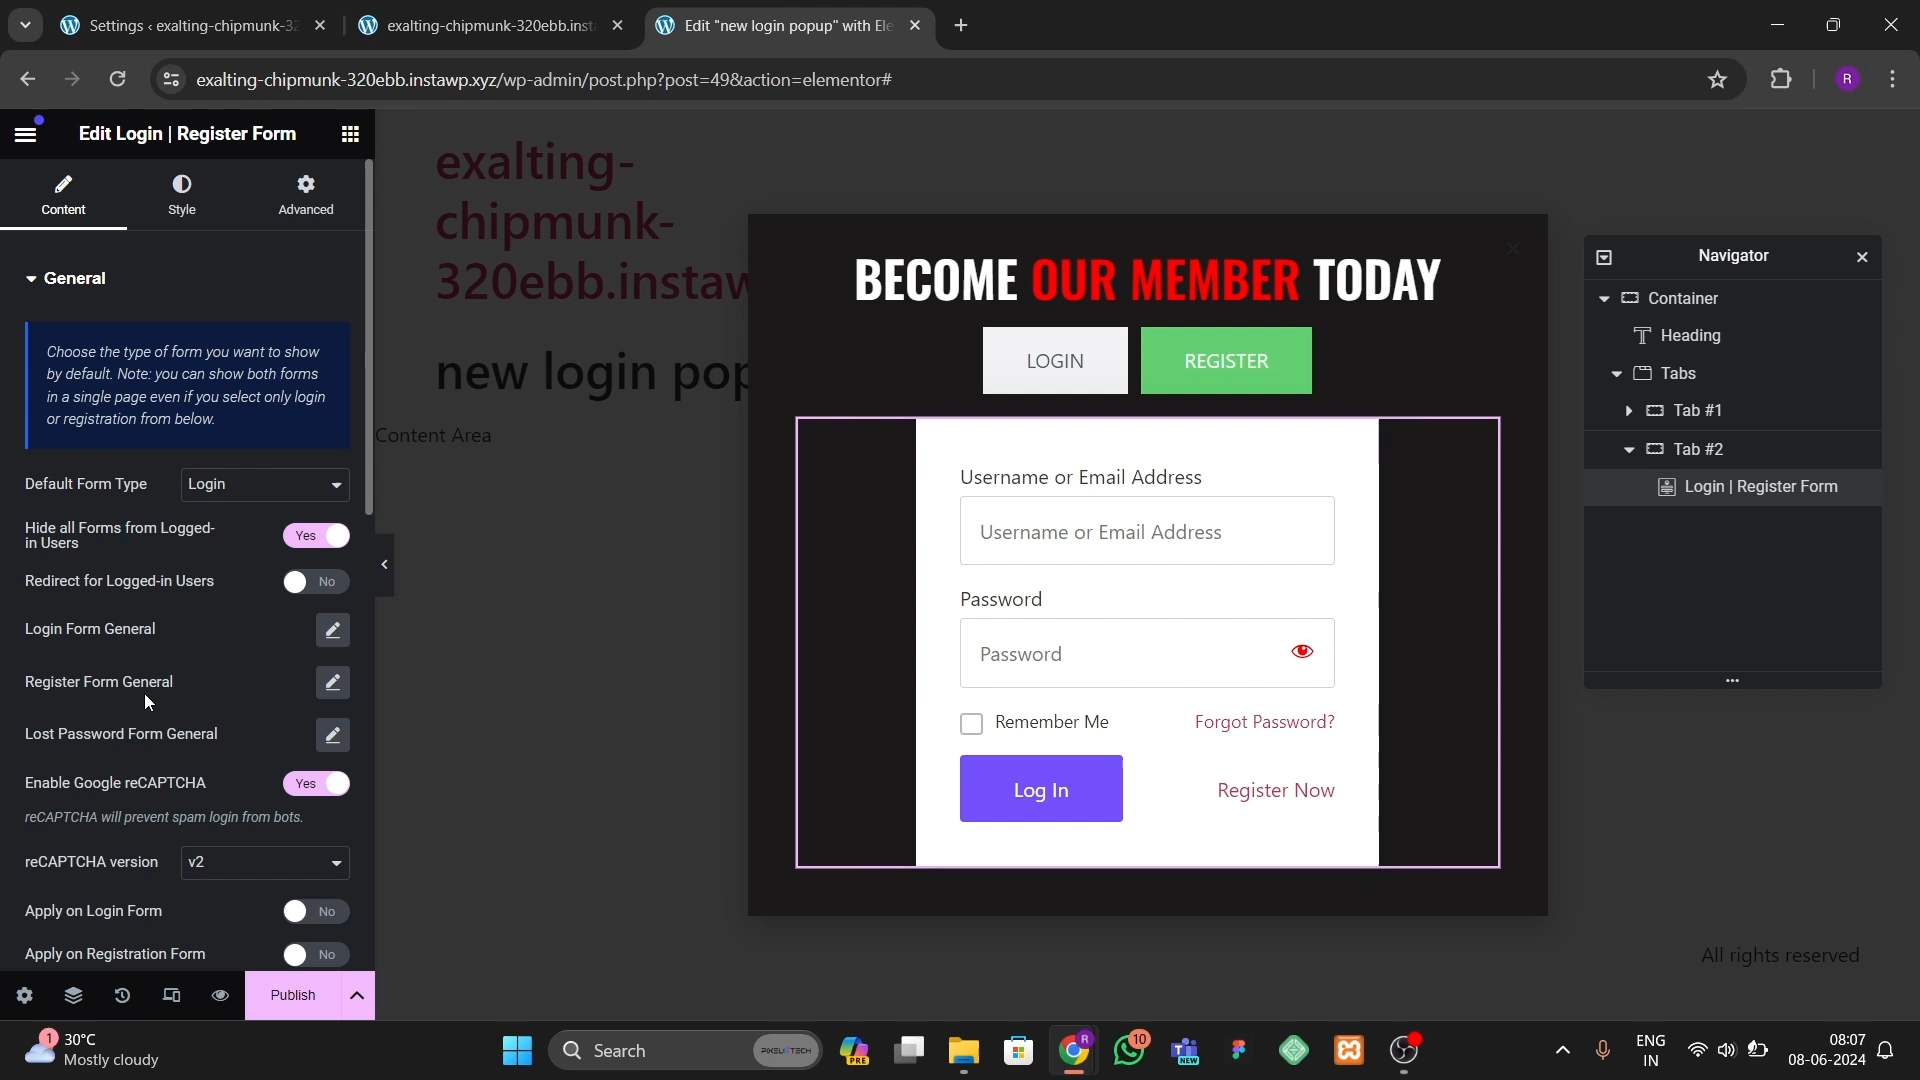 Settings ‹ exalting-chipmunk-32
exalting-chipmunk-320ebb.inst
Edit "new login popup" with Ele
exalting-chipmunk-320ebb.instawp.xyz/wp-admin/post.php?post=49&action=elementor#
R
Edit Login | Register Form
Content
Style
Advanced
General
Choose the type of form you want to show
by default. Note: you can show both forms
in a single page even if you select only login
or registration from below.
Default Form Type
Login
Hide all Forms from Logged-
in Users
Yes
Redirect for Logged-in Users
No
Login Form General
Register Form General
Lost Password Form General
Enable Google reCAPTCHA
Yes
reCAPTCHA will prevent spam login from bots.
reCAPTCHA version
v2
Apply on Login Form
No
Apply on Registration Form
No
Publish
exalting-
chipmunk-
320ebb.instaw
new login pop
Content Area
BECOME OUR MEMBER TODAY
LOGIN
REGISTER
Username or Email Address
Username or Email Address
Password
Password
Remember Me
Forgot Password?
Log In
Register Now
All rights reserved
Navigator
Container
Heading
Tabs
Tab #1
Tab #2
Login | Register Form
1
30°C
Mostly cloudy
Search
PIXEL TECH
PRE
R
10
NEW
ENG
IN
08:07
08-06-2024